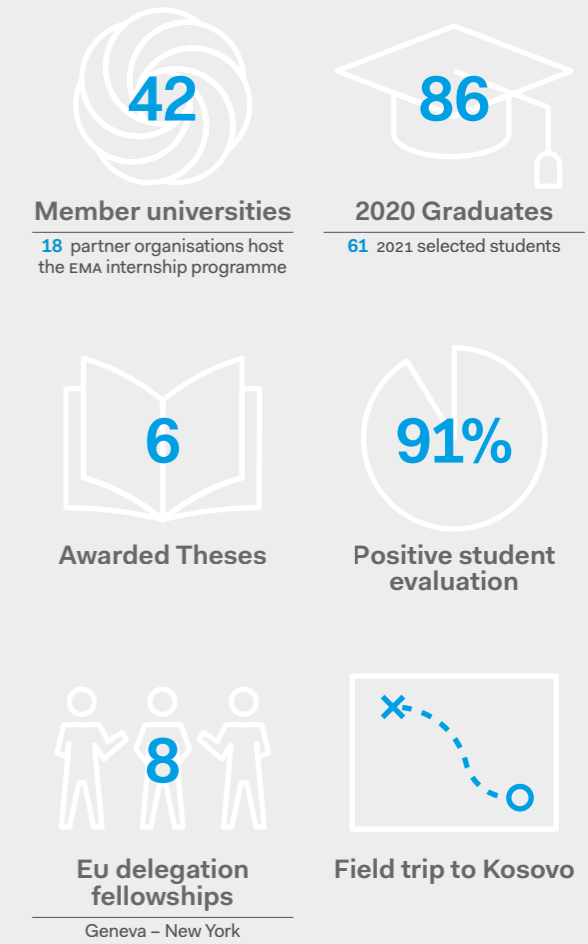 42
Member universities
18 partner organisations host
the EMA internship programme
86
2020 Graduates
61 2021 selected students
6
Awarded Theses
91%
Positive student
evaluation
8
Eu delegation
fellowships
Geneva – New York
Field trip to Kosovo